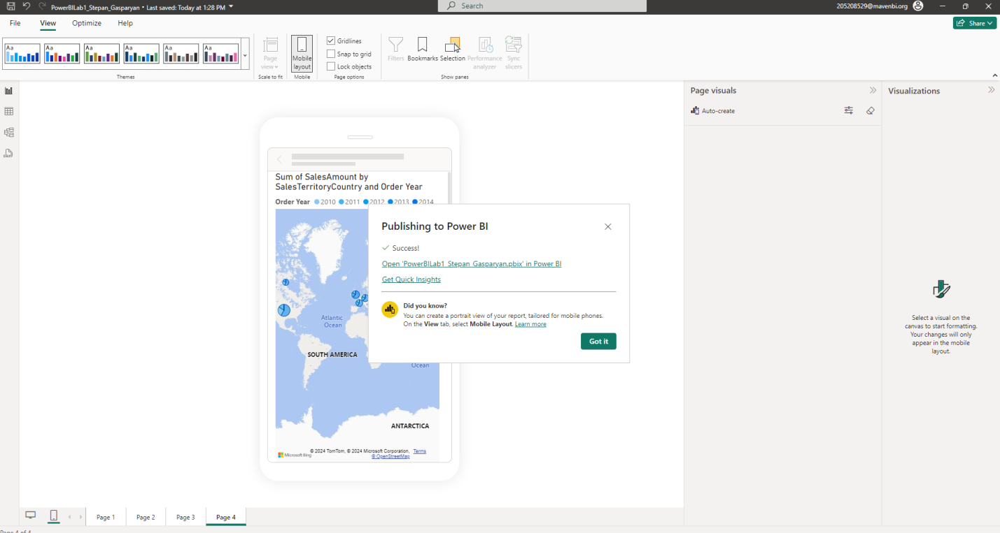 PowerBILab1_Stepan_Gasparyan • Last saved: Today at 1:28 PM
Search
205208529@mavenbi.org
File View Optimize Help
Share
Aa Aa Aa Aa Aa Aa
Themes
Page view
Scale to fit
Mobile layout
Mobile
Gridlines
Snap to grid
Lock objects
Page options
Filters
Bookmarks
Selection
Performance analyzer
Sync slicers
Show panes
Page visuals
Auto-create
Visualizations
Select a visual on the
canvas to start formatting.
Your changes will only
appear in the mobile
layout.
Sum of SalesAmount by
SalesTerritoryCountry and Order Year
Order Year 2010 2011 2012 2013 2014
Atlantic
Ocean
SOUTH AMERICA
Ocean
ANTARCTICA
© 2024 TomTom, © 2024 Microsoft Corporation, Terms
Microsoft Bing
© OpenStreetMap
Publishing to Power BI
Success!
Open 'PowerBILab1_Stepan_Gasparyan.pbix' in Power BI
Get Quick Insights
Did you know?
You can create a portrait view of your report, tailored for mobile phones.
On the View tab, select Mobile Layout. Learn more
Got it
Page 1 Page 2 Page 3 Page 4
Page 4 of 4